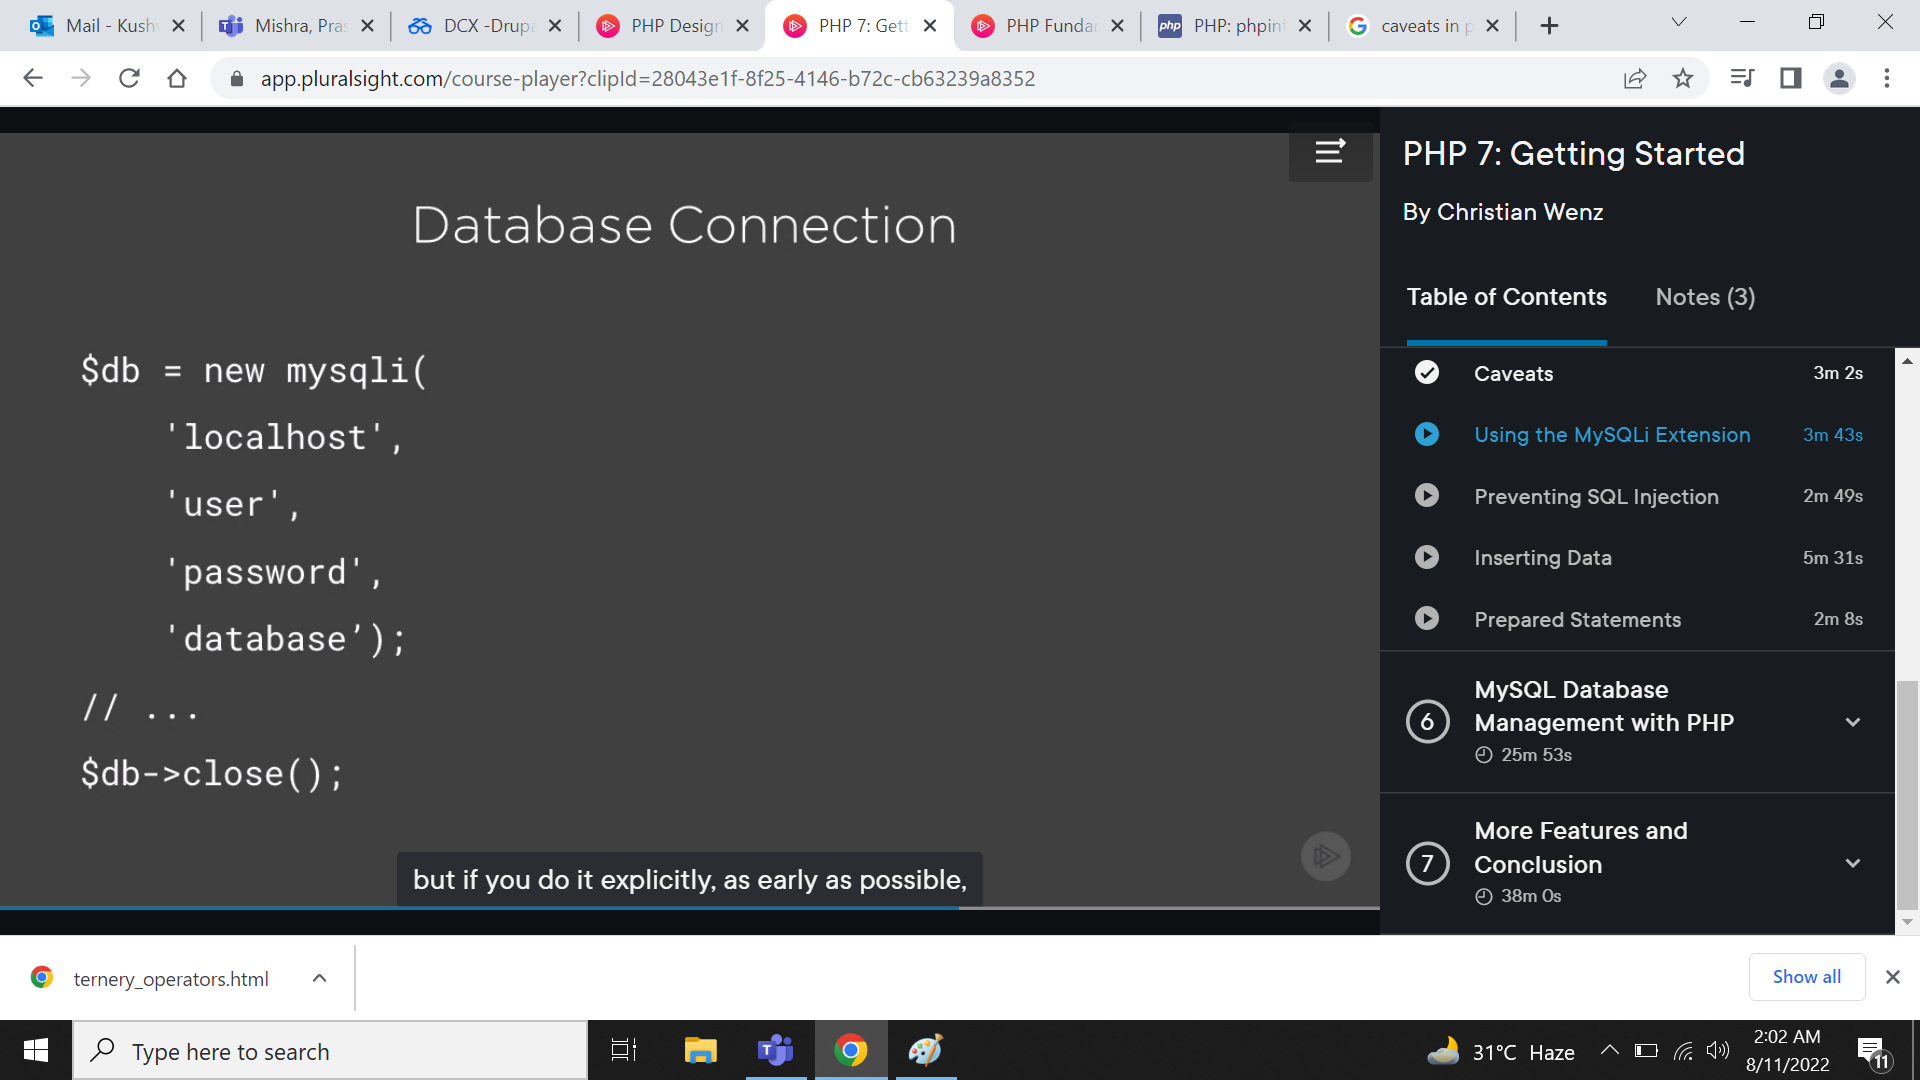 Mail - Kush
Mishra, Pras
DCX -Drupa
PHP Design
PHP 7: Gett
PHP Fundar
php
PHP: phpinf
caveats in p
app.pluralsight.com/course-player?clipId=28043e1f-8f25-4146-b72c-cb63239a8352
Database Connection
$db = new mysqli(
'localhost',
'user',
'password',
'database’);
// ...
$db->close();
but if you do it explicitly, as early as possible,
PHP 7: Getting Started
By Christian Wenz
Table of Contents
Notes (3)
Caveats 3m 2s
Using the MySQLi Extension 3m 43s
Preventing SQL Injection 2m 49s
Inserting Data 5m 31s
Prepared Statements 2m 8s
6
MySQL Database
Management with PHP
25m 53s
7
More Features and
Conclusion
38m 0s
ternery_operators.html
Show all
Type here to search
31°C Haze
2:02 AM
8/11/2022
11